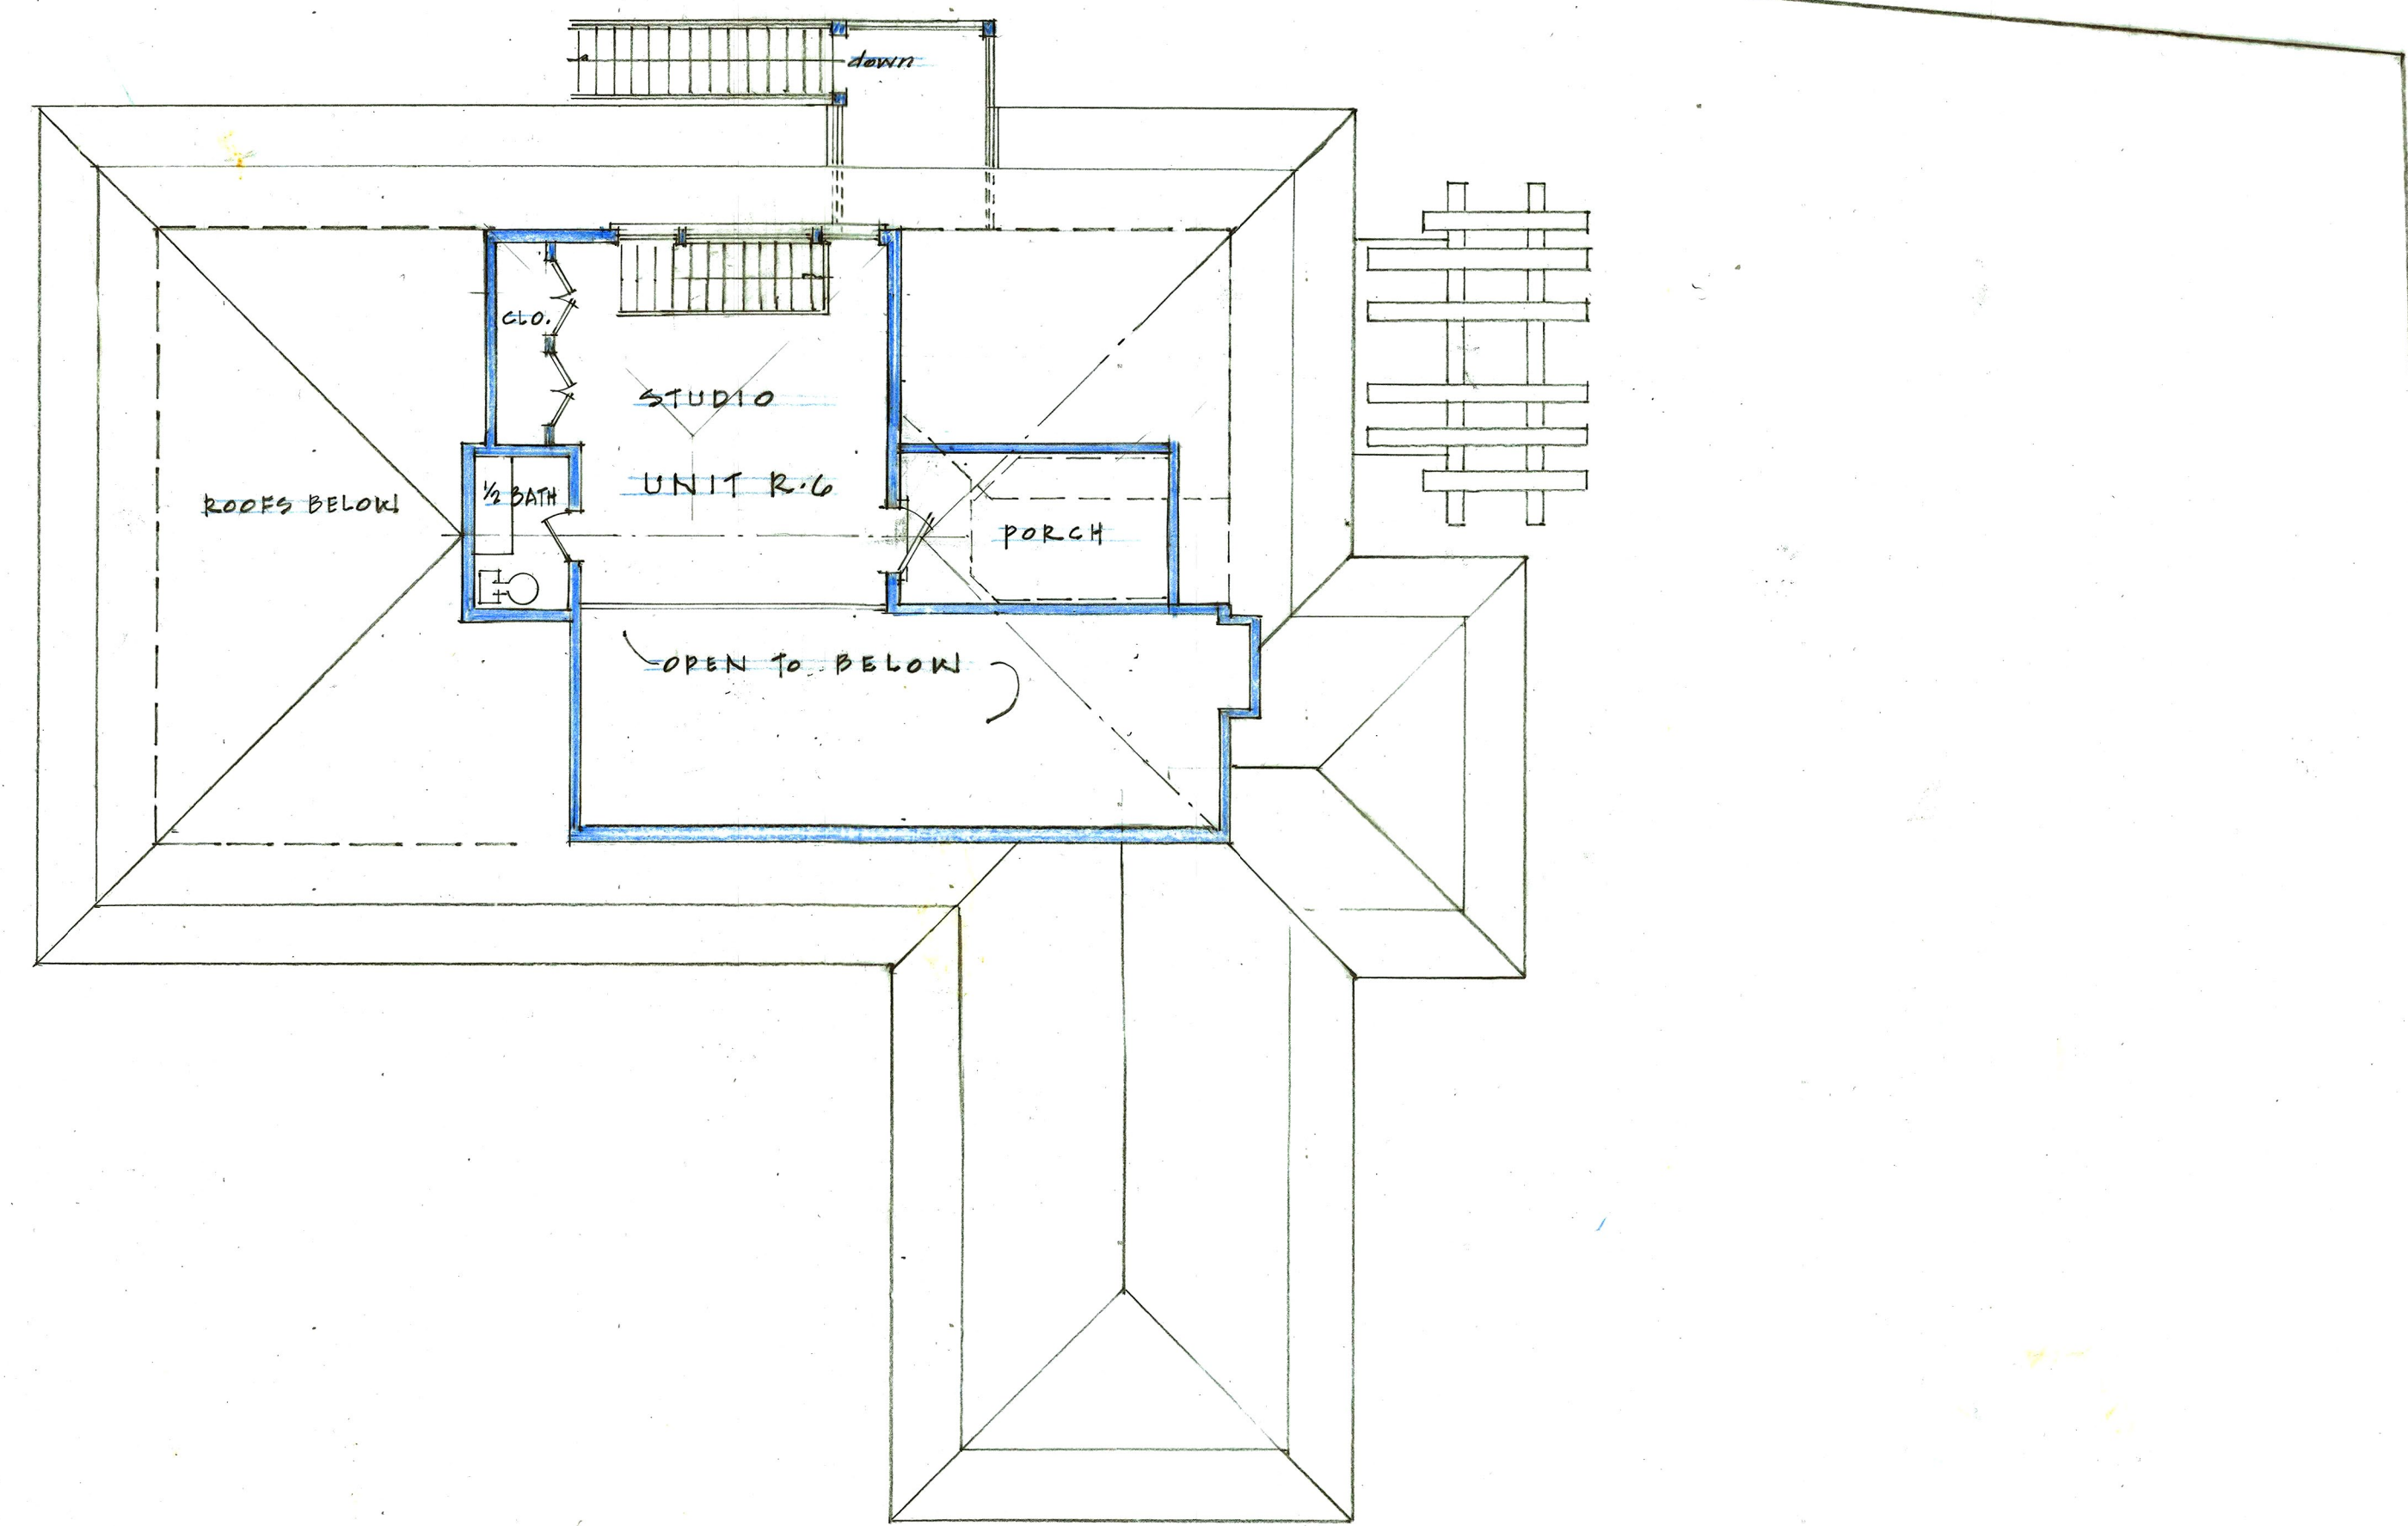 down
CLO.
STUDIO
UNIT R.6
1/2 BATH
ROOFS BELOW
PORCH
OPEN TO BELOW